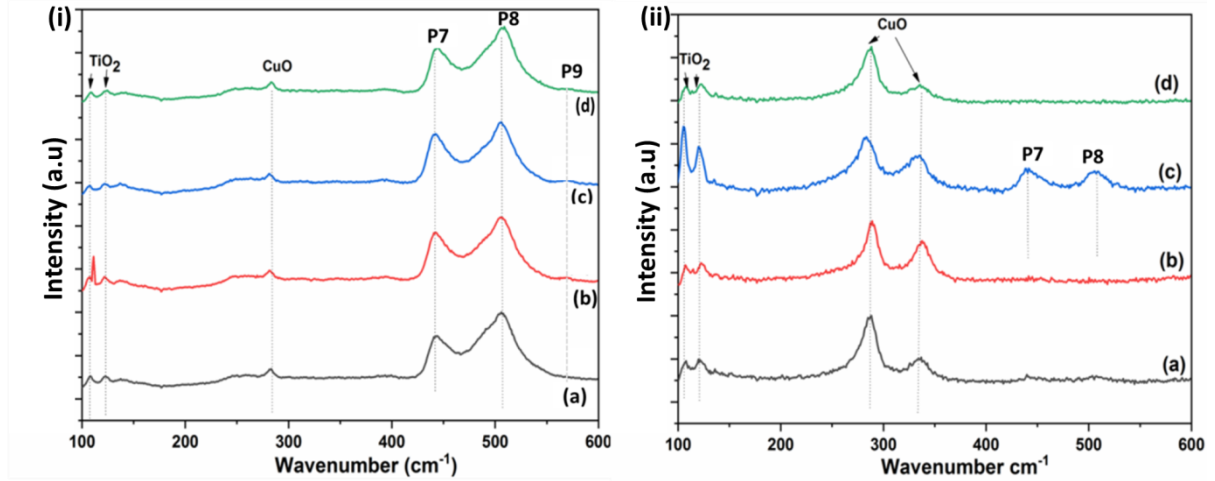 (i)
P8
P7
TiO2
CuO
P9
(d)
(c)
(b)
(a)
Intensity (a.u)
100 200 300 400 500 600
Wavenumber (cm-1)
(ii)
CuO
TiO2
(d)
P7 P8
(c)
(b)
(a)
Intensity (a.u)
100 200 300 400 500 600
Wavenumber cm-1